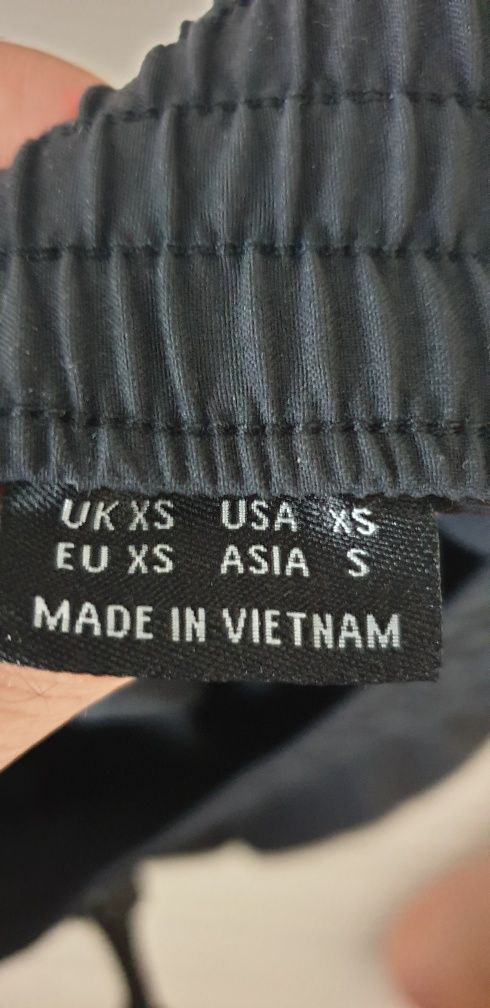 UK XS USA XS
EU XS ASIA S
MADE IN VIETNAM